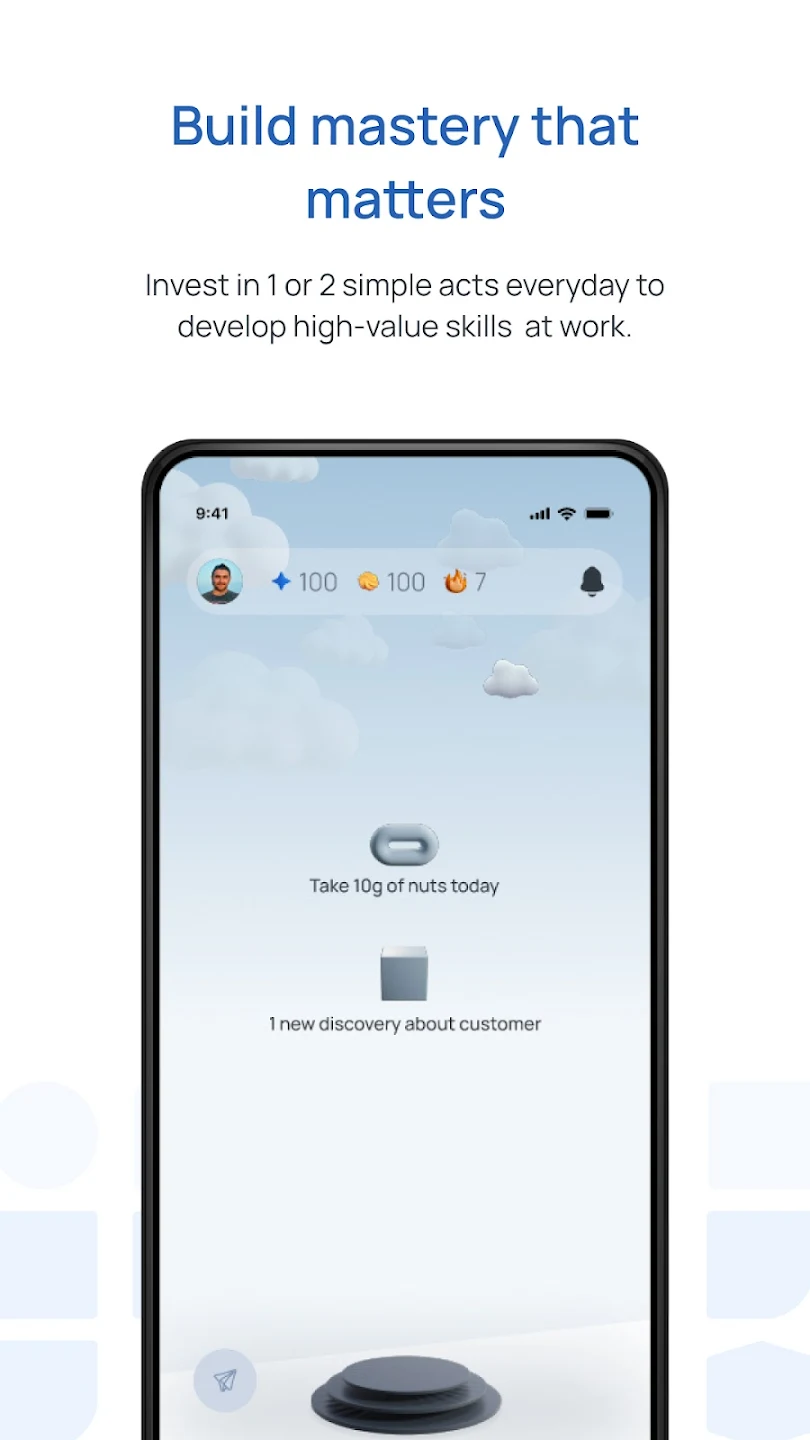 Build mastery that
matters
Invest in 1 or 2 simple acts everyday to
develop high-value skills  at work.
9:41
100 100 7
Take 10g of nuts today
1 new discovery about customer